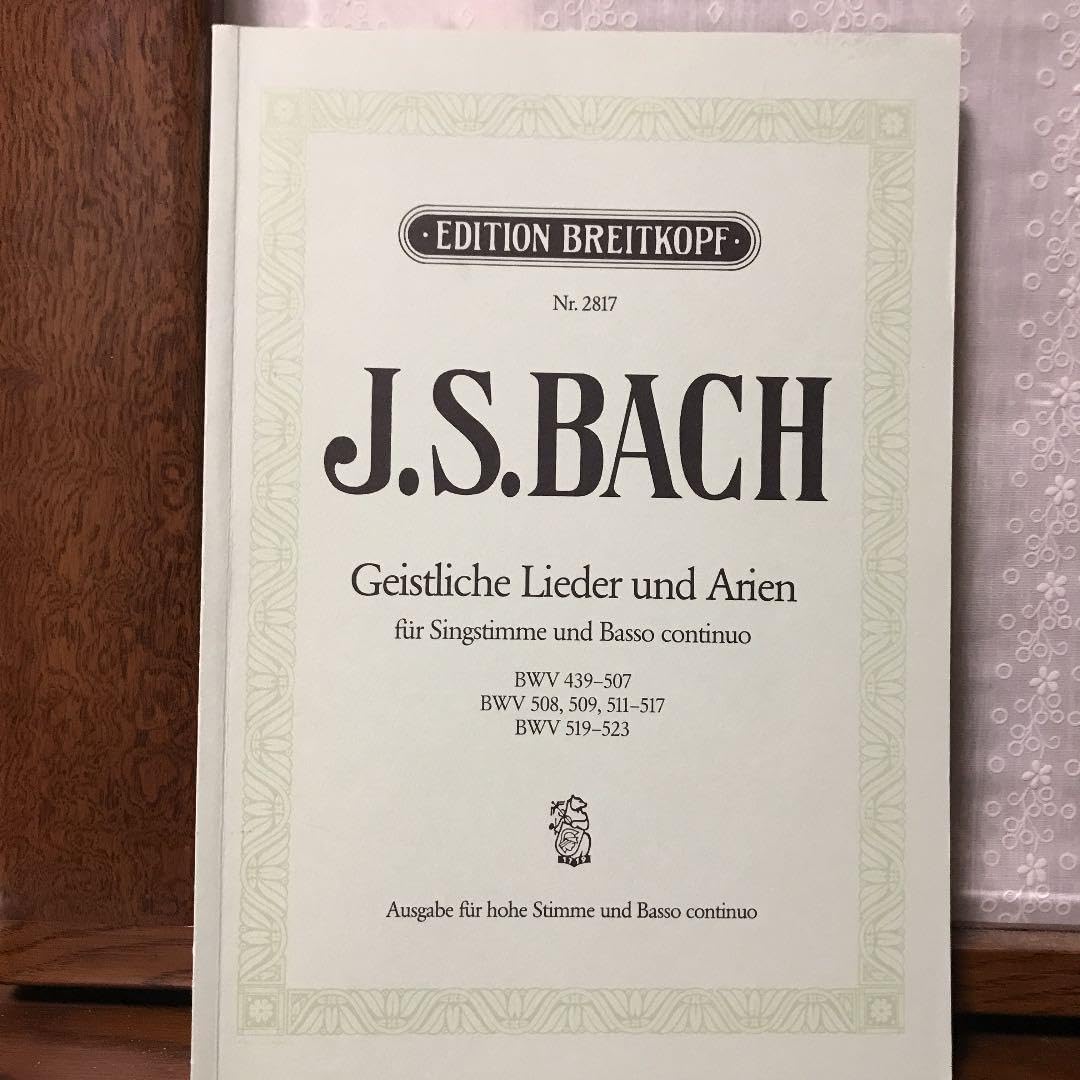 · EDITION BREITKOPF ·
Nr. 2817
J.S.BACH
Geistliche Lieder und Arien
für Singstimme und Basso continuo
BWV 439–507
BWV 508, 509, 511–517
BWV 519–523
1719
Ausgabe für hohe Stimme und Basso continuo